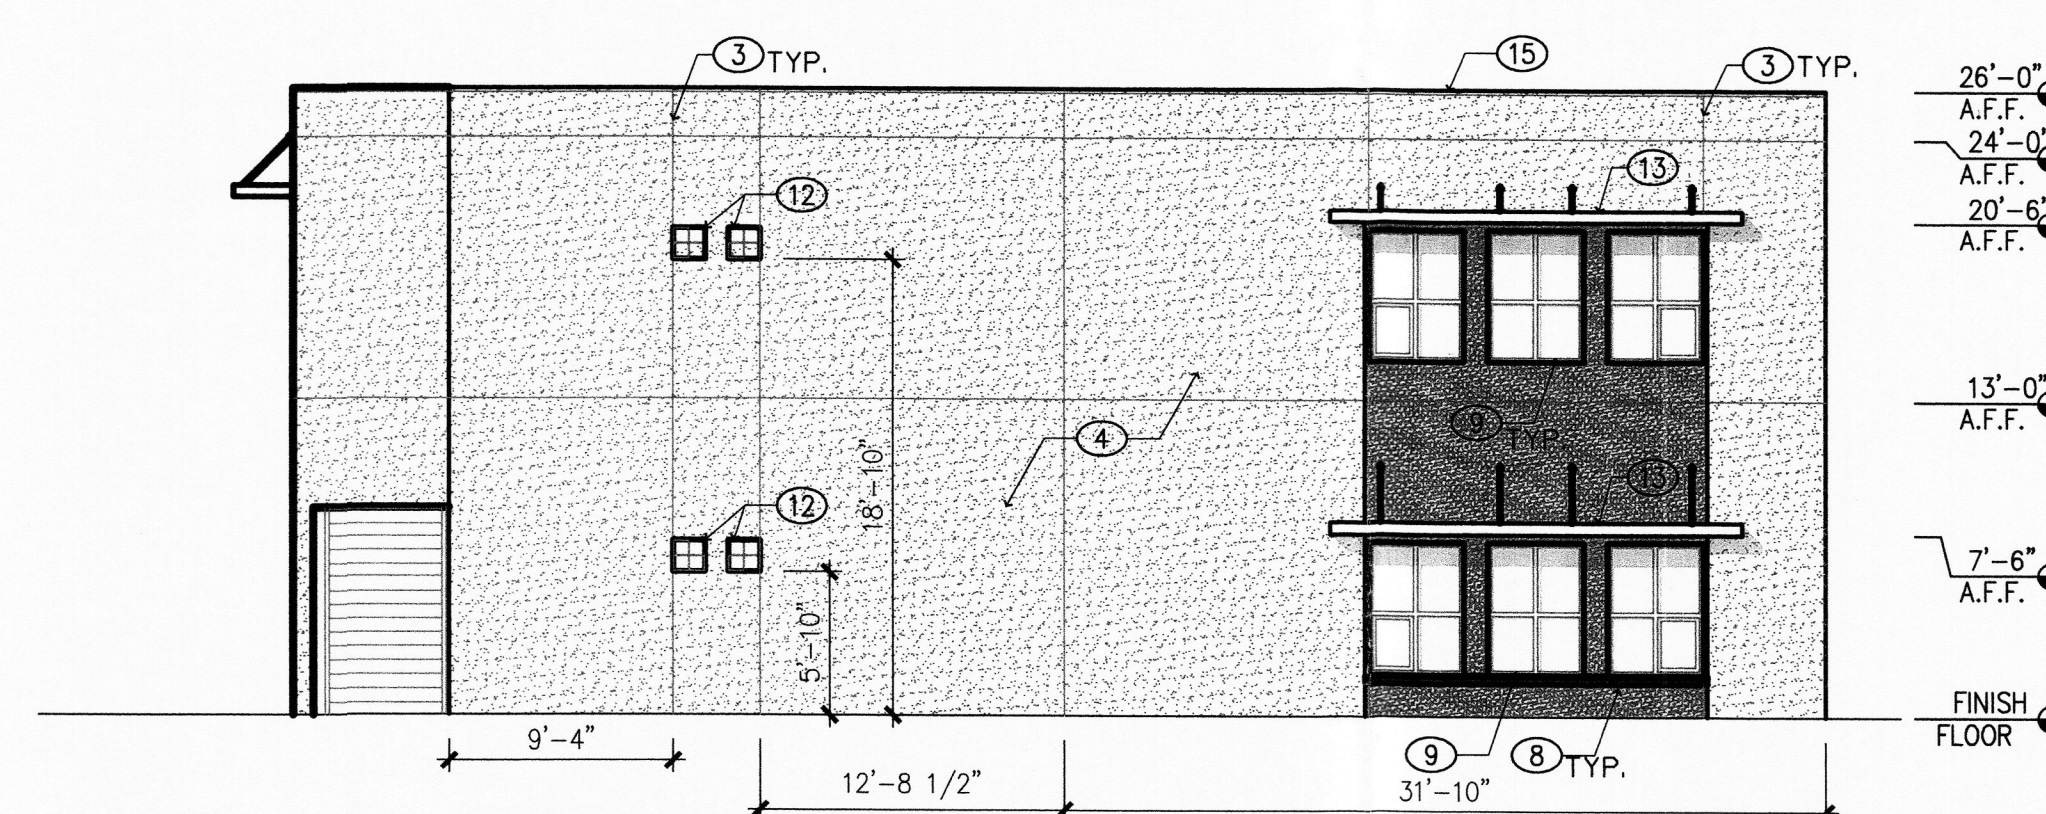 3 TYP.
15
3 TYP.
26'-0"
A.F.F.
24'-0"
A.F.F.
12
13
20'-6"
A.F.F.
13'-0"
A.F.F.
9 TYP.
4
18'-10"
13
12
7'-6"
A.F.F.
5'-10"
FINISH
FLOOR
9'-4"
9
8 TYP.
12'-8 1/2"
31'-10"